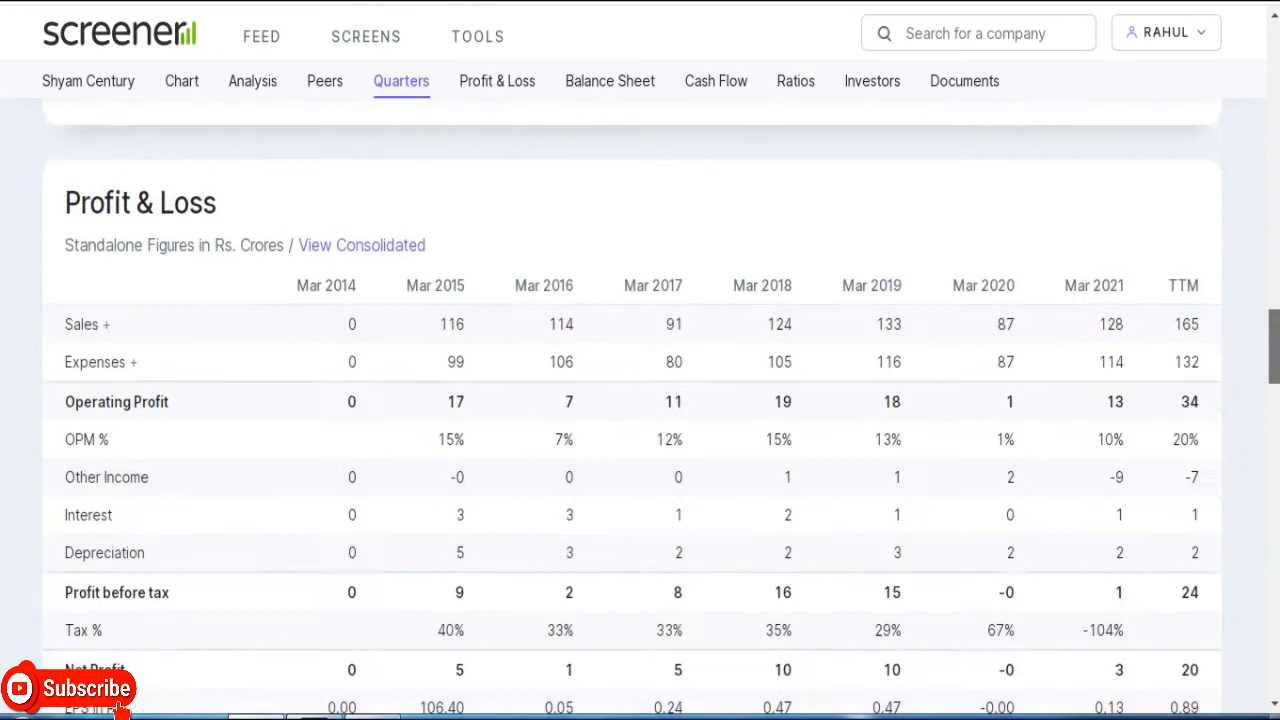 screener FEED SCREENS TOOLS Search for a company RAHUL
Shyam Century Chart Analysis Peers Quarters Profit & Loss Balance Sheet Cash Flow Ratios Investors Documents
Profit & Loss
Standalone Figures in Rs. Crores / View Consolidated
Mar 2014 Mar 2015 Mar 2016 Mar 2017 Mar 2018 Mar 2019 Mar 2020 Mar 2021 TTM
Sales + 0 116 114 91 124 133 87 128 165
Expenses + 0 99 106 80 105 116 87 114 132
Operating Profit 0 17 7 11 19 18 1 13 34
OPM % 15% 7% 12% 15% 13% 1% 10% 20%
Other Income 0 -0 0 0 1 1 2 -9 -7
Interest 0 3 3 1 2 1 0 1 1
Depreciation 0 5 3 2 2 3 2 2 2
Profit before tax 0 9 2 8 16 15 -0 1 24
Tax % 40% 33% 33% 35% 29% 67% -104%
Net Profit 0 5 1 5 10 10 -0 3 20
Subscribe
EPS in R 0.00 106.40 0.05 0.24 0.47 0.47 -0.00 0.13 0.89